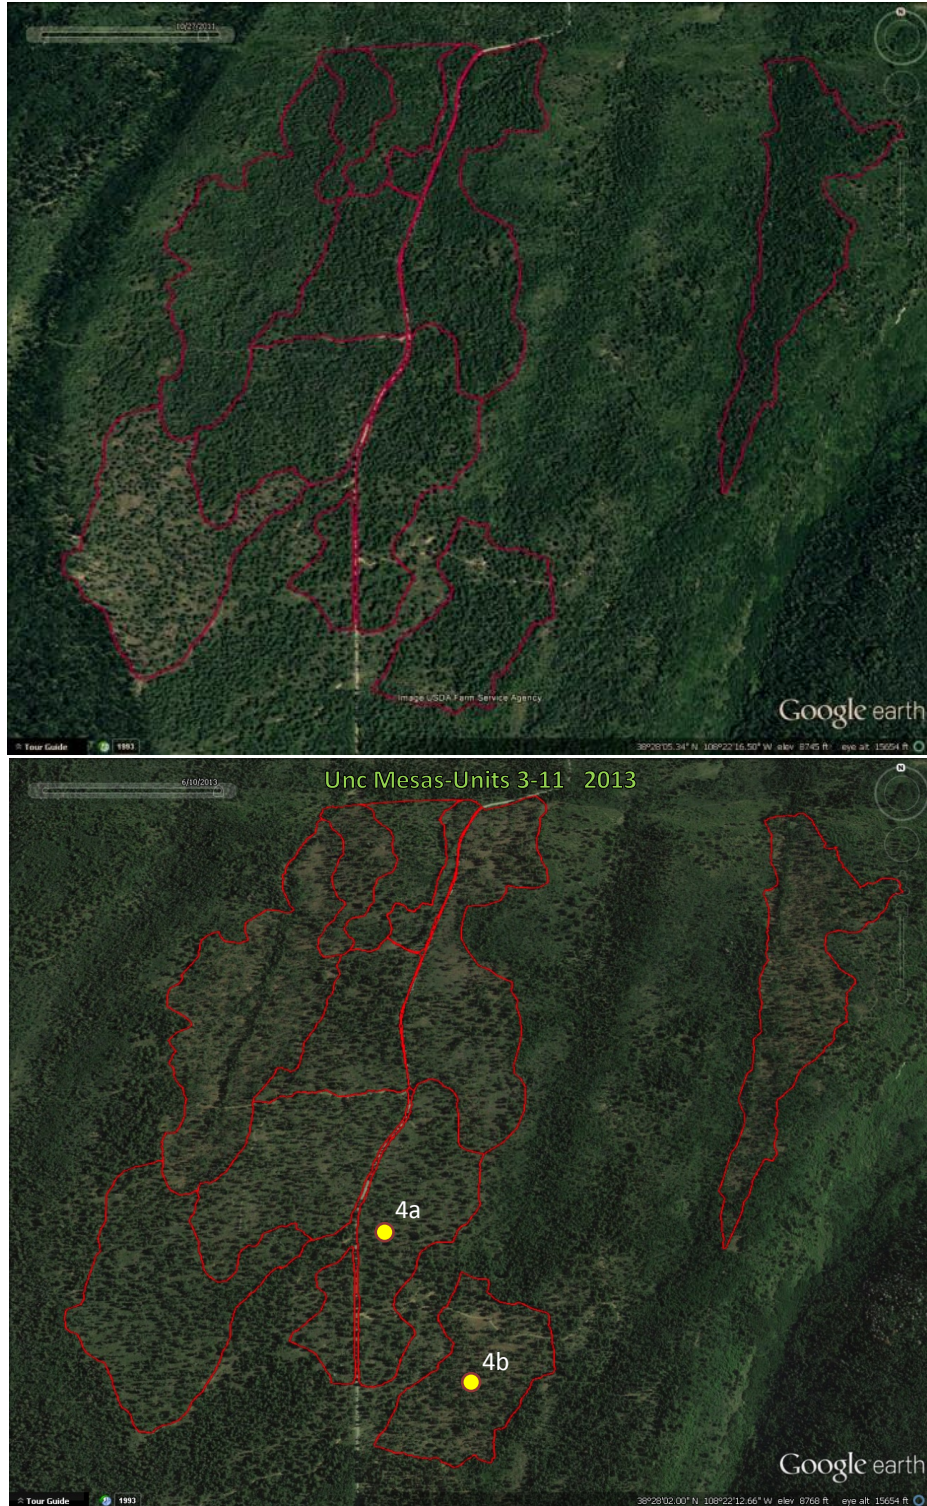 10/27/2011
N
Image USDA Farm Service Agency
Google earth
Tour Guide
1993
38°28'05.34" N 108°22'16.50" W elev 8745 ft eye alt 15654 ft
Unc Mesas-Units 3-11 2013
6/10/2013
N
4a
4b
Google earth
Tour Guide
1993
38°28'02.00" N 108°22'12.66" W elev 8768 ft eye alt 15654 ft